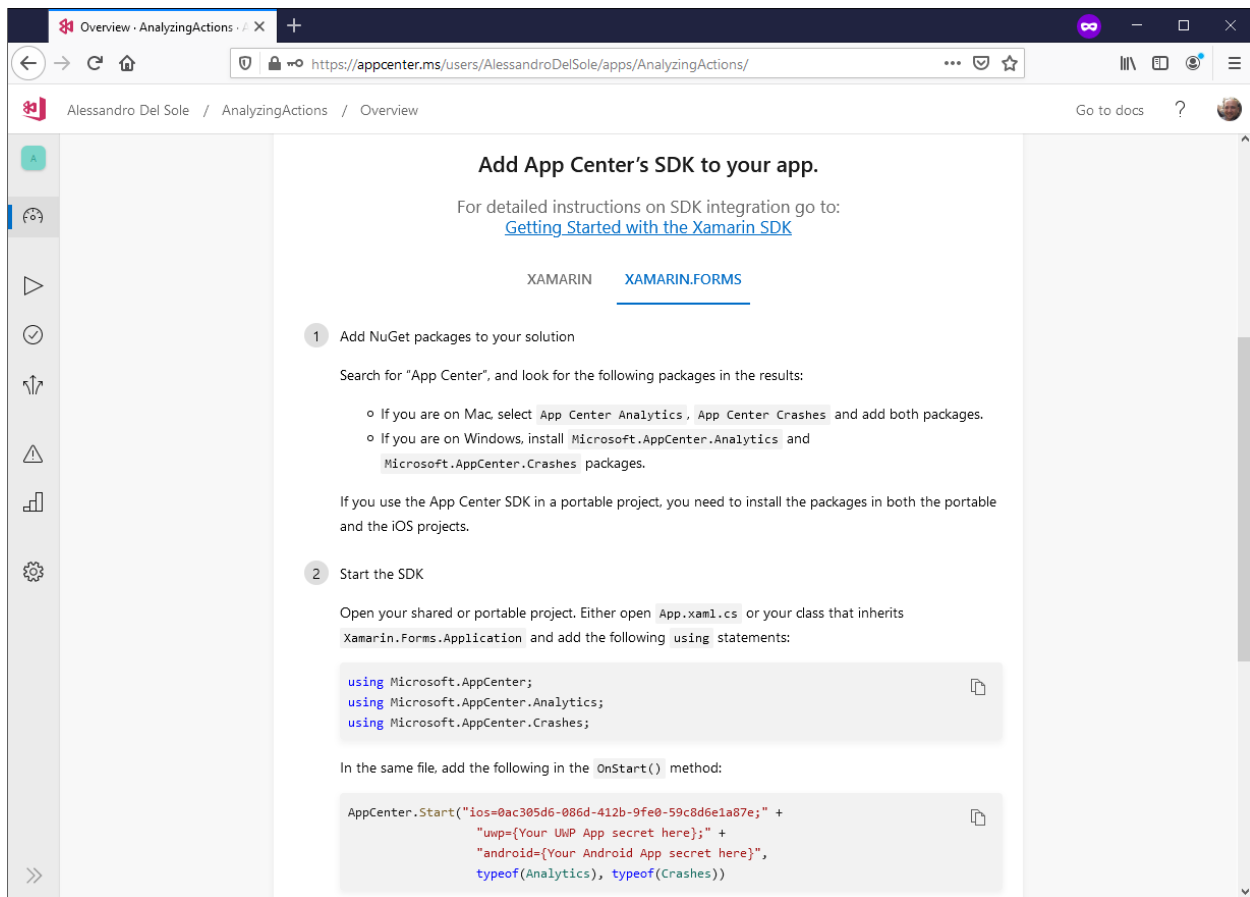 Overview · AnalyzingActions · A
https://appcenter.ms/users/AlessandroDelSole/apps/AnalyzingActions/
Alessandro Del Sole / AnalyzingActions / Overview
Go to docs ?
A
Add App Center's SDK to your app.
For detailed instructions on SDK integration go to:
Getting Started with the Xamarin SDK
XAMARIN XAMARIN.FORMS
1 Add NuGet packages to your solution
Search for "App Center", and look for the following packages in the results:
If you are on Mac, select App Center Analytics, App Center Crashes and add both packages.
If you are on Windows, install Microsoft.AppCenter.Analytics and
Microsoft.AppCenter.Crashes packages.
If you use the App Center SDK in a portable project, you need to install the packages in both the portable
and the iOS projects.
2 Start the SDK
Open your shared or portable project. Either open App.xaml.cs or your class that inherits
Xamarin.Forms.Application and add the following using statements:
using Microsoft.AppCenter;
using Microsoft.AppCenter.Analytics;
using Microsoft.AppCenter.Crashes;
In the same file, add the following in the OnStart() method:
AppCenter.Start("ios=0ac305d6-086d-412b-9fe0-59c8d6e1a87e;" +
"uwp={Your UWP App secret here};" +
"android={Your Android App secret here}",
typeof(Analytics), typeof(Crashes))